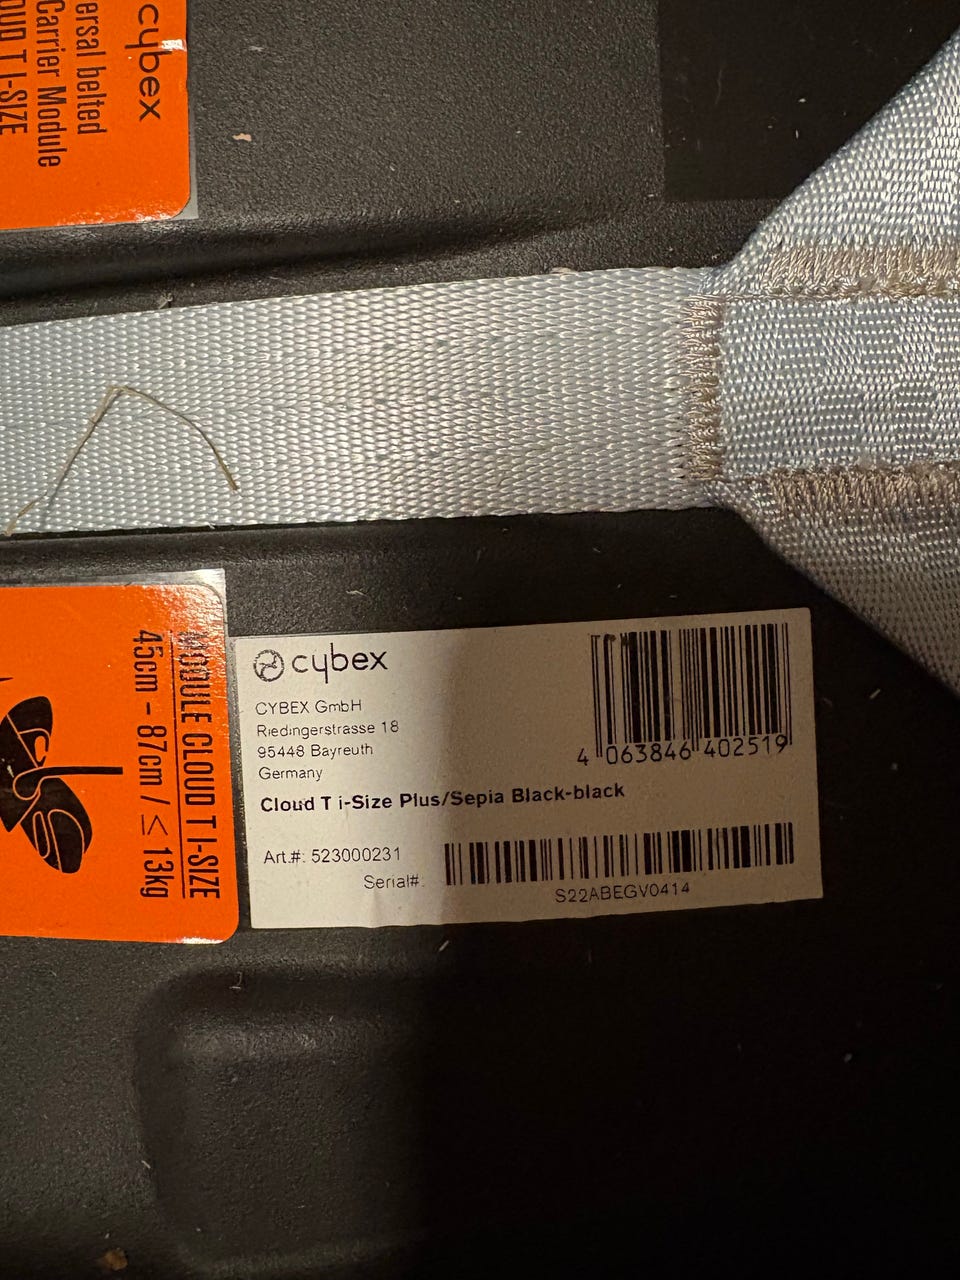 cybex
ersal belted
Carrier Module
OUD T I-SIZE
MODULE CLOUD T I-SIZE
45cm - 87cm / ≤ 13kg
cybex
CYBEX GmbH
Riedingerstrasse 18
95448 Bayreuth
Germany
4 063846 402519
Cloud T i-Size Plus/Sepia Black-black
Art.#: 523000231
Serial#:
S22ABEGV0414